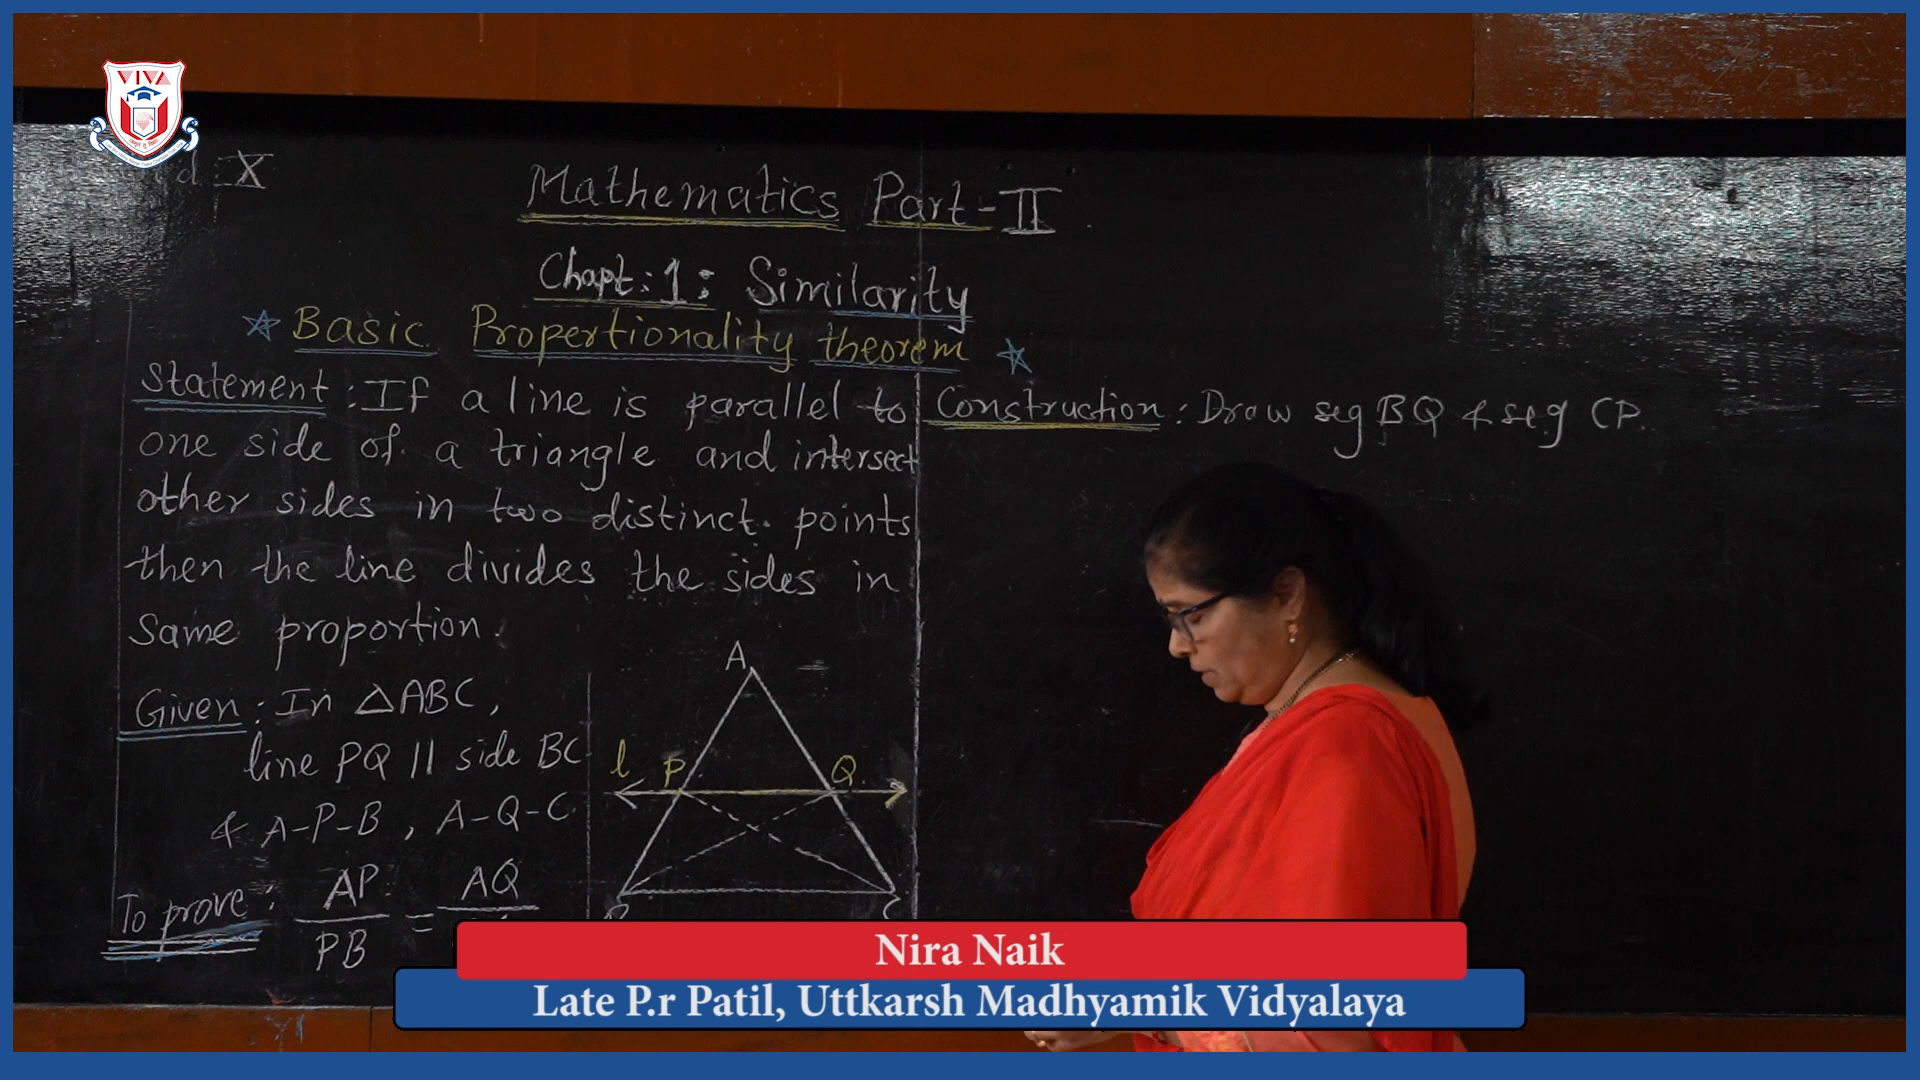 VIVA
X
Mathematics Part-II
Chapt:1: Similarity
Basic Propertionality theorem
Statement: If a line is parallel to
one side of a triangle and intersect
other sides in two distinct points
then the line divides the sides in
same proportion.
Given: In △ABC,
line PQ || side BC
& A-P-B, A-Q-C
To prove: AP/PB = AQ
A
l P Q
Construction: Draw seg BQ & seg CP.
Nira Naik
Late P.r Patil, Uttkarsh Madhyamik Vidyalaya